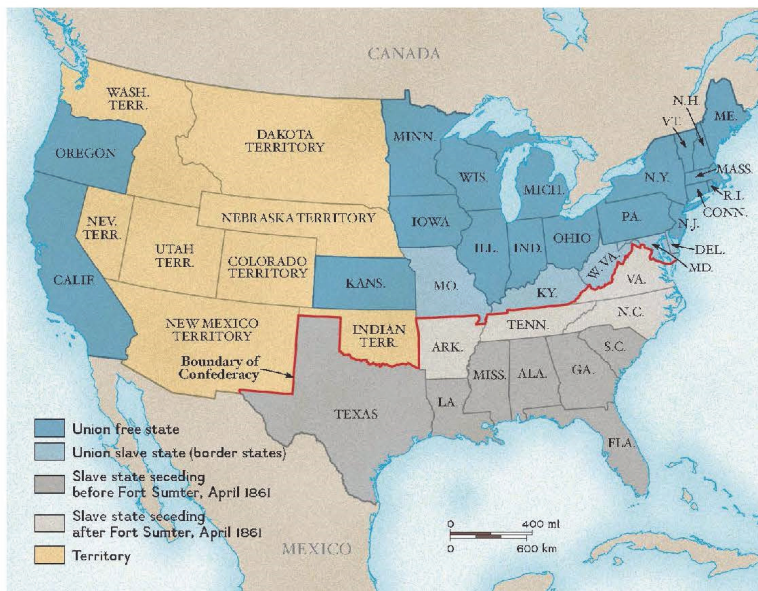 CANADA
WASH.
TERR.
OREGON
DAKOTA
TERRITORY
MINN.
WIS.
MICH.
N.H.
VT.
ME.
N.Y.
MASS.
R.I.
CONN.
NEV.
TERR.
NEBRASKA TERRITORY
IOWA
ILL.
IND.
OHIO
PA.
N.J.
CALIF
UTAH
TERR.
COLORADO
TERRITORY
KANS.
MO.
KY.
W. VA.
DEL.
MD.
VA.
NEW MEXICO
TERRITORY
INDIAN
TERR.
ARK.
TENN.
N.C.
Boundary of
Confederacy
TEXAS
LA.
MISS.
ALA.
GA.
S.C.
FLA.
Union free state
Union slave state (border states)
Slave state seceding
before Fort Sumter, April 1861
Slave state seceding
after Fort Sumter, April 1861
Territory
MEXICO
0 400 mi
0 600 km